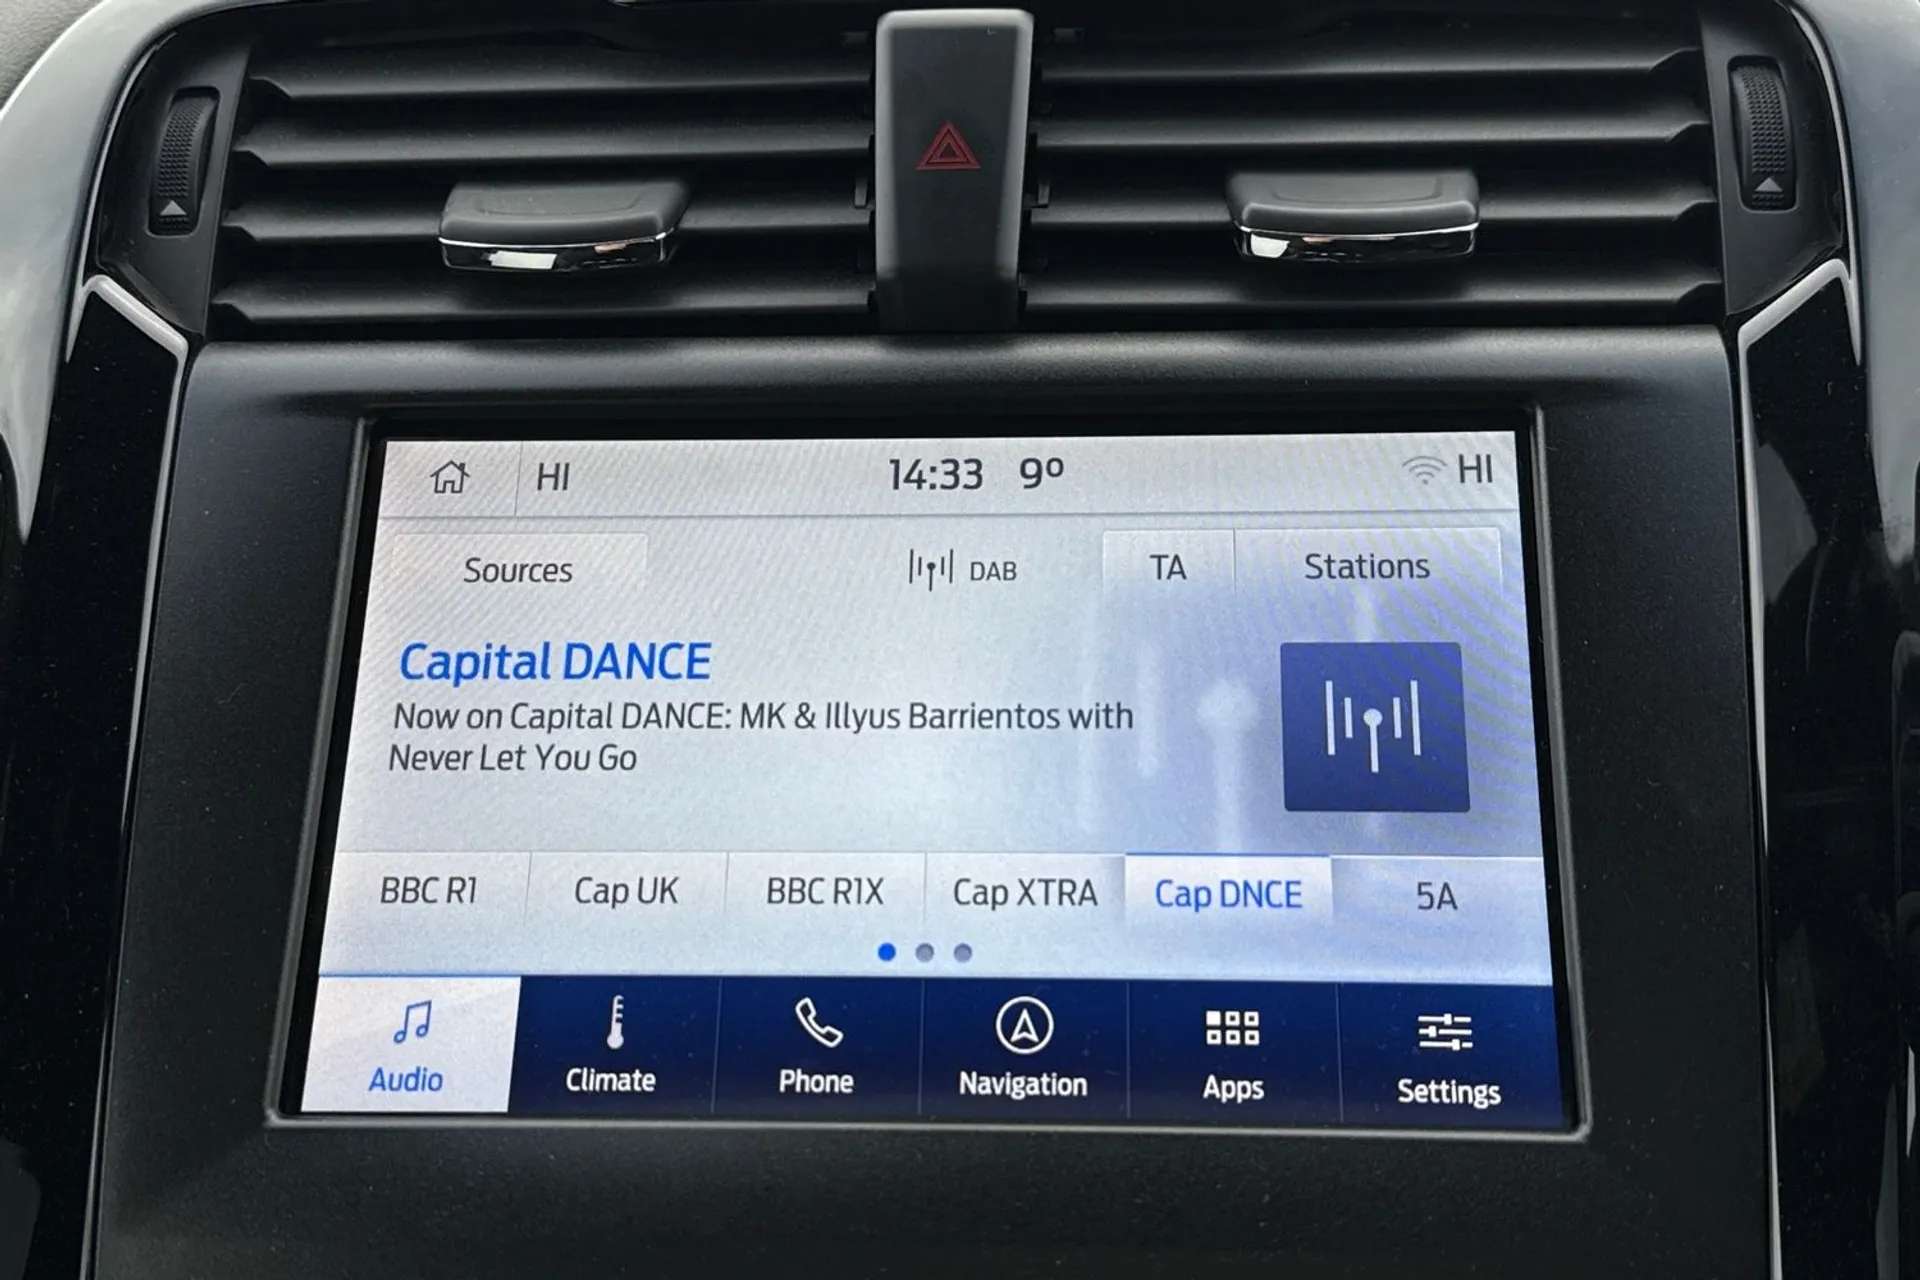 HI 14:33 9° HI
Sources DAB TA Stations
Capital DANCE
Now on Capital DANCE: MK & Illyus Barrientos with
Never Let You Go
BBC R1 Cap UK BBC R1X Cap XTRA Cap DNCE 5A
Audio Climate Phone Navigation Apps Settings